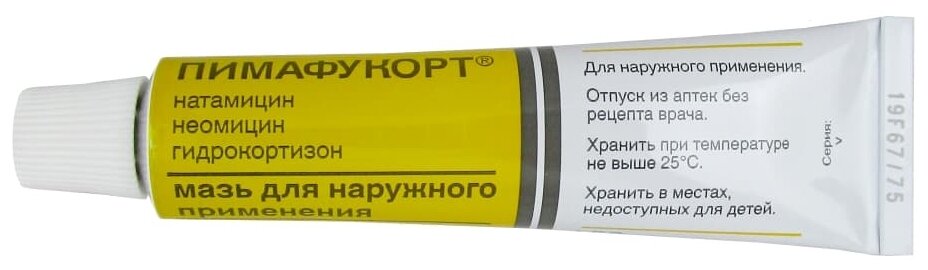 ПИМАФУКОРТ®
натамицин
неомицин
гидрокортизон
мазь для наружного
применения
Для наружного применения.
Отпуск из аптек без
рецепта врача.
Хранить при температуре
не выше 25°C.
Хранить в местах,
недоступных для детей.
Серия:
v
19F67/75